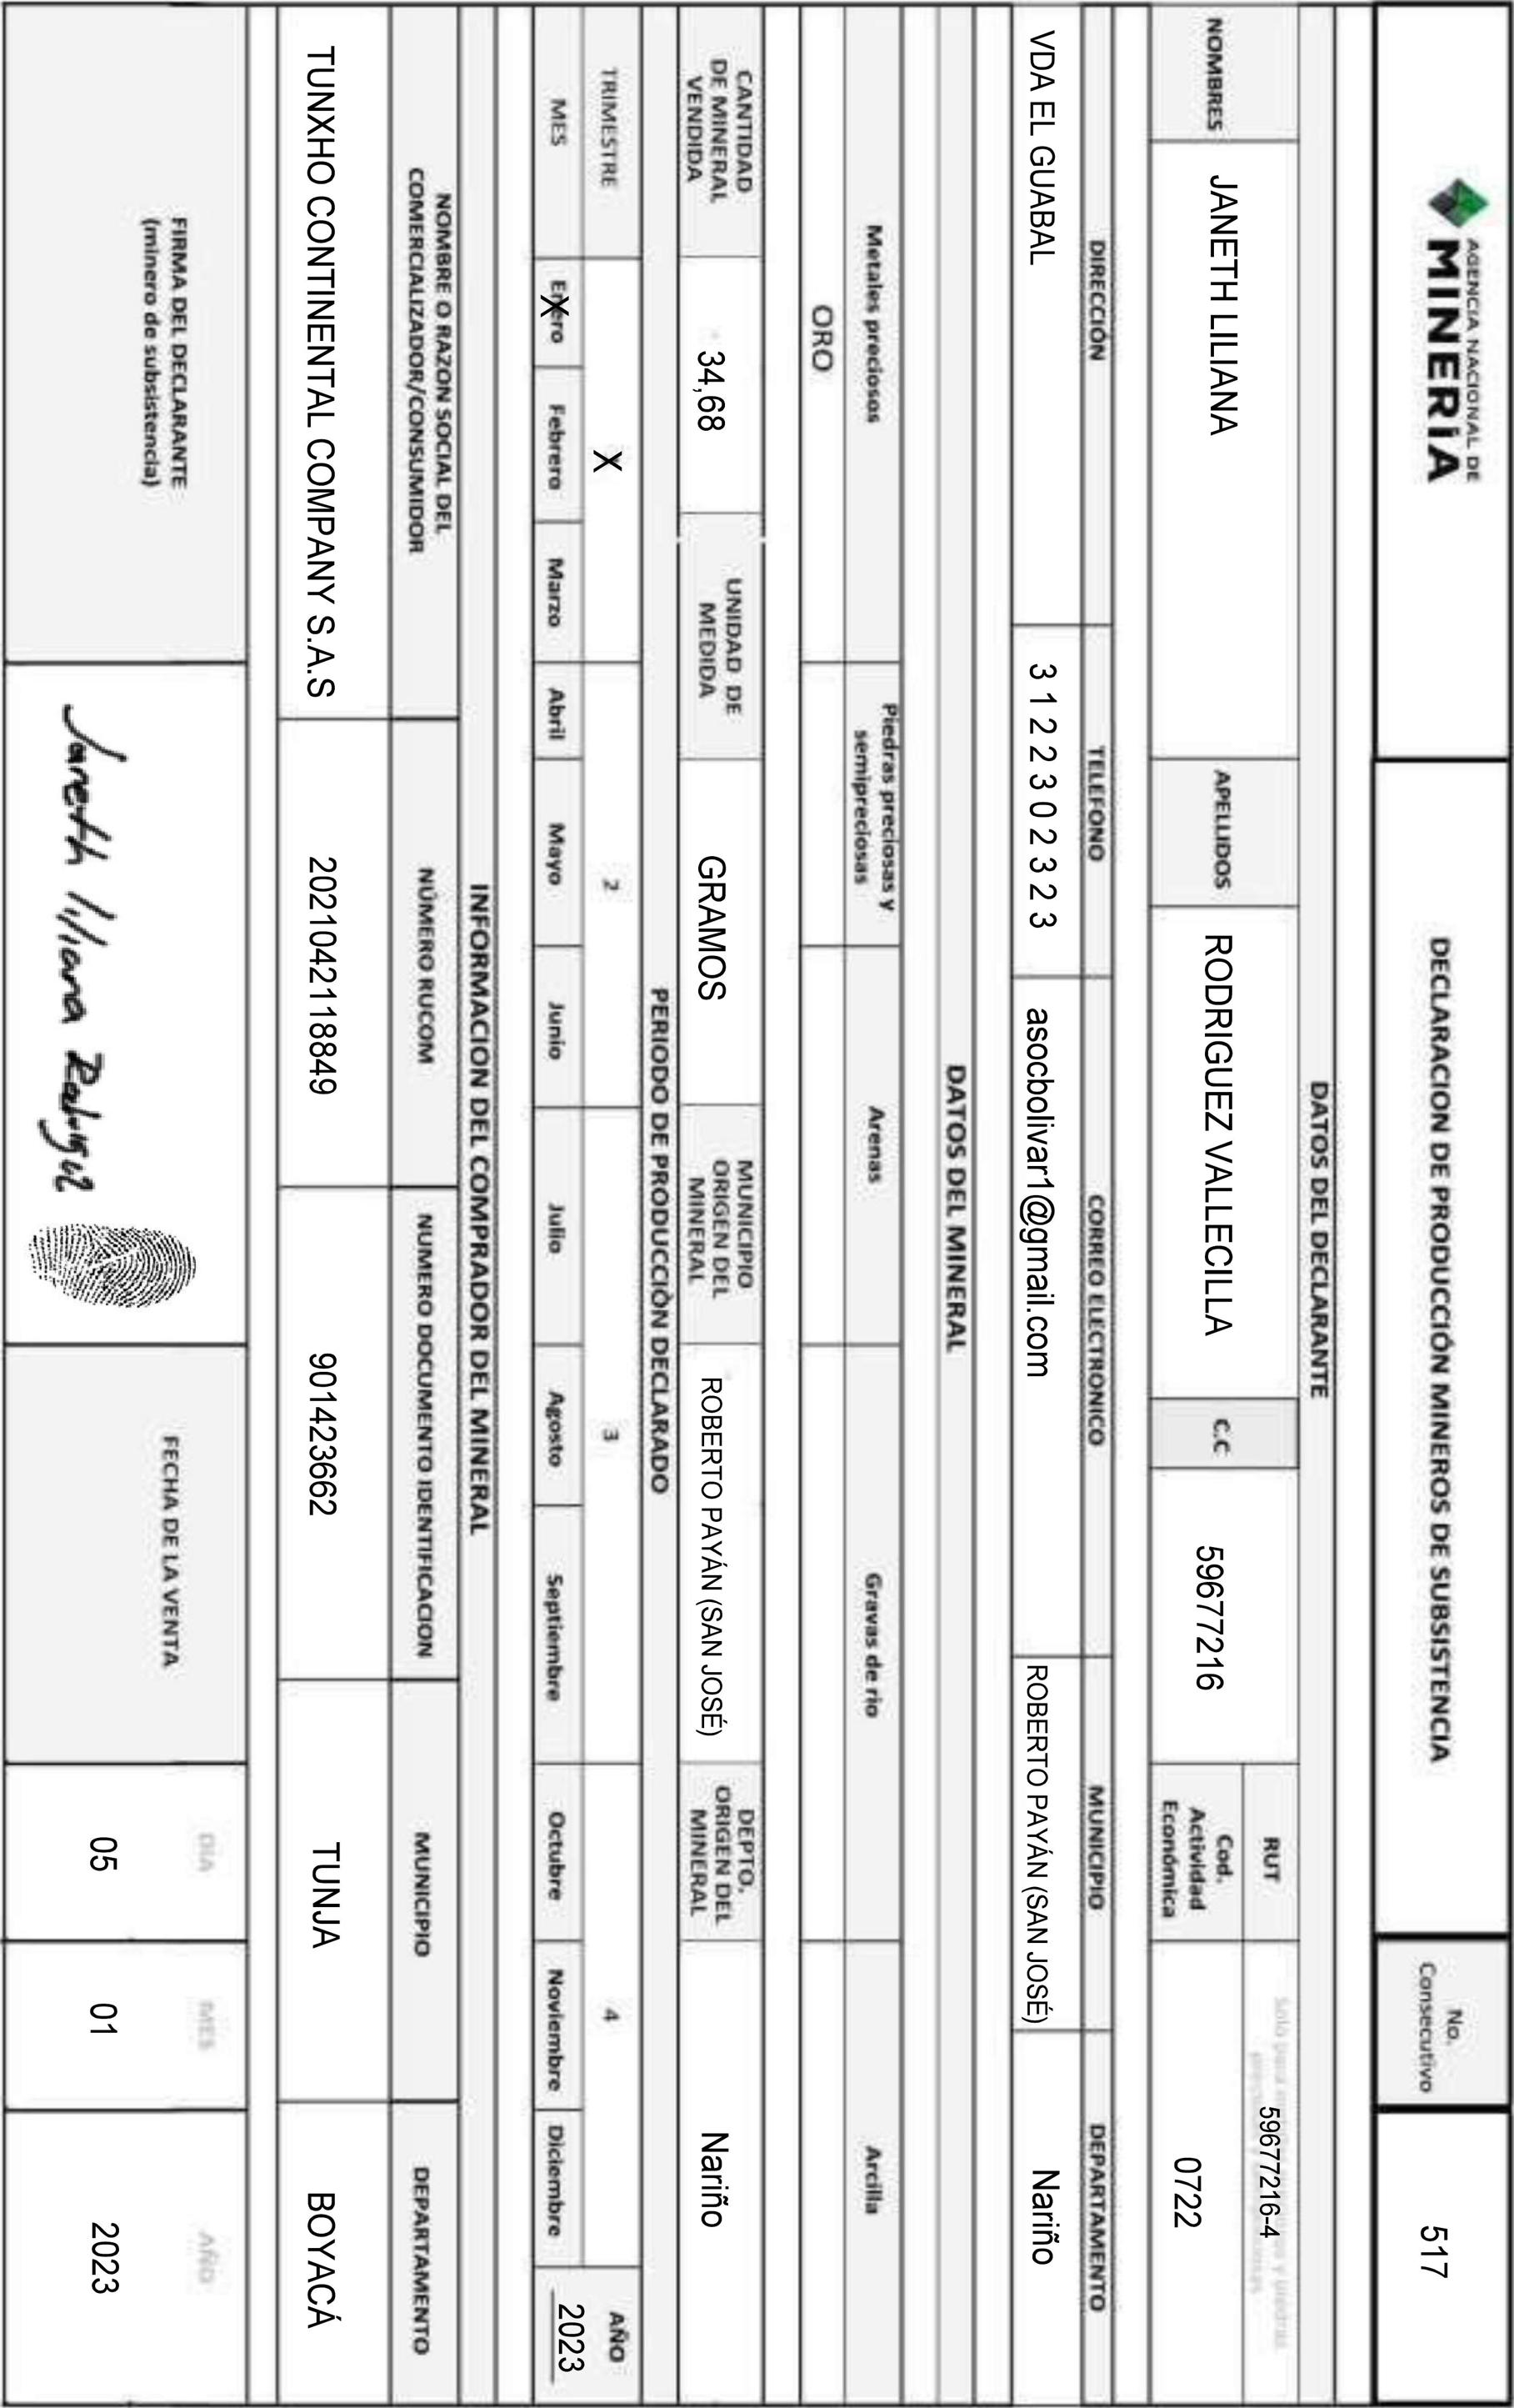 AGENCIA NACIONAL DE
MINERÍA
DECLARACION DE PRODUCCIÓN MINEROS DE SUBSISTENCIA
No.
Consecutivo
517
DATOS DEL DECLARANTE
NOMBRES
JANETH LILIANA
APELLIDOS
RODRIGUEZ VALLECILLA
C.C
59677216
RUT
59677216-4
Cod.
Actividad
Económica
0722
DIRECCIÓN
TELEFONO
CORREO ELECTRONICO
MUNICIPIO
DEPARTAMENTO
VDA EL GUABAL
3 1 2 2 3 0 2 3 2 3
asocbolivar1@gmail.com
ROBERTO PAYÁN (SAN JOSÉ)
Nariño
DATOS DEL MINERAL
Metales preciosos
Piedras preciosas y
semipreciosas
Arenas
Gravas de rio
Arcilla
ORO
CANTIDAD
DE MINERAL
VENDIDA
34,68
UNIDAD DE
MEDIDA
GRAMOS
MUNICIPIO
ORIGEN DEL
MINERAL
ROBERTO PAYÁN (SAN JOSÉ)
DEPTO.
ORIGEN DEL
MINERAL
Nariño
PERIODO DE PRODUCCIÒN DECLARADO
TRIMESTRE
X
2
3
4
AÑO
MES
Enero
X
Febrero
Marzo
Abril
Mayo
Junio
Julio
Agosto
Septiembre
Octubre
Noviembre
Diciembre
2023
INFORMACIÓN DEL COMPRADOR DEL MINERAL
NOMBRE O RAZON SOCIAL DEL
COMERCIALIZADOR/CONSUMIDOR
NÚMERO RUCOM
NUMERO DOCUMENTO IDENTIFICACION
MUNICIPIO
DEPARTAMENTO
TUNXHO CONTINENTAL COMPANY S.A.S
2021042118849
901423662
TUNJA
BOYACÁ
FIRMA DEL DECLARANTE
(minero de subsistencia)
Janeth liliana Rodriguez
FECHA DE LA VENTA
DIA
MES
AÑO
05
01
2023